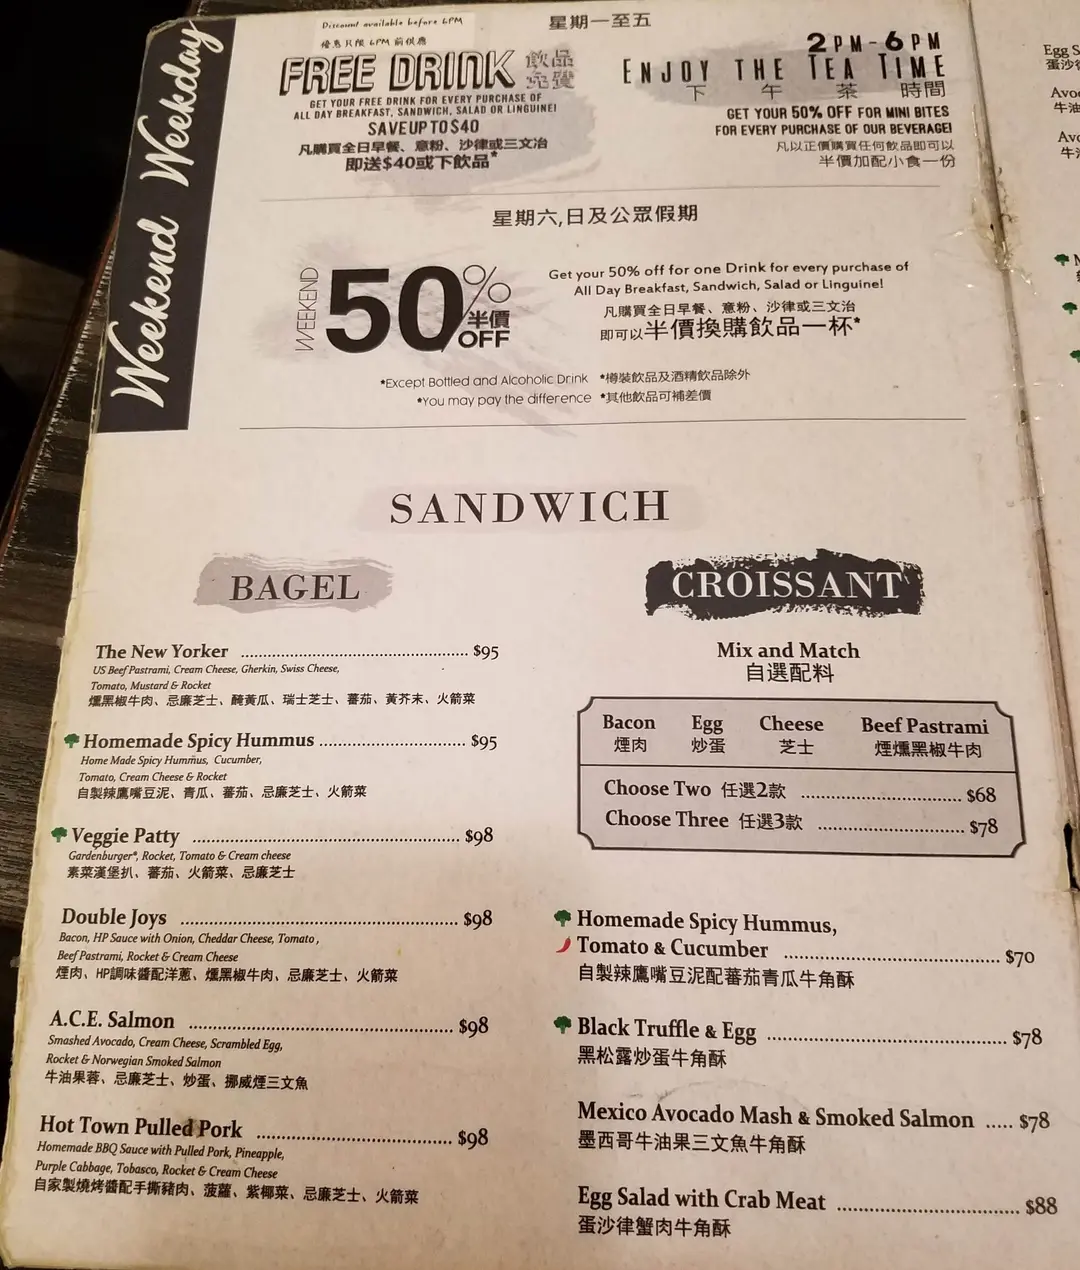 Weekend Weekday
Discount available before 6PM
優惠只限 6PM 前供應
FREE DRINK 飲品免費
GET YOUR FREE DRINK FOR EVERY PURCHASE OF
ALL DAY BREAKFAST, SANDWICH, SALAD OR LINGUINE!
SAVE UP TO $40
凡購買全日早餐、意粉、沙律或三文治
即送$40或下飲品*
星期一至五
2PM-6PM
ENJOY THE TEA TIME
下午茶時間
GET YOUR 50% OFF FOR MINI BITES
FOR EVERY PURCHASE OF OUR BEVERAGE!
凡以正價購買任何飲品即可以
半價加配小食一份
星期六,日及公眾假期
WEEKEND
50% 半價 OFF
Get your 50% off for one Drink for every purchase of
All Day Breakfast, Sandwich, Salad or Linguine!
凡購買全日早餐、意粉、沙律或三文治
即可以半價換購飲品一杯*
*Except Bottled and Alcoholic Drink *樽裝飲品及酒精飲品除外
*You may pay the difference *其他飲品可補差價
SANDWICH
BAGEL
The New Yorker ........ $95
US Beef Pastrami, Cream Cheese, Gherkin, Swiss Cheese,
Tomato, Mustard & Rocket
燻黑椒牛肉、忌廉芝士、醃黃瓜、瑞士芝士、蕃茄、黃芥末、火箭菜
Homemade Spicy Hummus ........ $95
Home Made Spicy Hummus, Cucumber,
Tomato, Cream Cheese & Rocket
自製辣鷹嘴豆泥、青瓜、蕃茄、忌廉芝士、火箭菜
Veggie Patty ........ $98
Gardenburger*, Rocket, Tomato & Cream cheese
素菜漢堡扒、蕃茄、火箭菜、忌廉芝士
Double Joys ........ $98
Bacon, HP Sauce with Onion, Cheddar Cheese, Tomato,
Beef Pastrami, Rocket & Cream Cheese
煙肉、HP調味醬配洋蔥、燻黑椒牛肉、忌廉芝士、火箭菜
A.C.E. Salmon ........ $98
Smashed Avocado, Cream Cheese, Scrambled Egg,
Rocket & Norwegian Smoked Salmon
牛油果蓉、忌廉芝士、炒蛋、挪威煙三文魚
Hot Town Pulled Pork ........ $98
Homemade BBQ Sauce with Pulled Pork, Pineapple,
Purple Cabbage, Tobasco, Rocket & Cream Cheese
自家製燒烤醬配手撕豬肉、菠蘿、紫椰菜、忌廉芝士、火箭菜
CROISSANT
Mix and Match
自選配料
Bacon Egg Cheese Beef Pastrami
煙肉 炒蛋 芝士 煙燻黑椒牛肉
Choose Two 任選2款 ........ $68
Choose Three 任選3款 ........ $78
Homemade Spicy Hummus,
Tomato & Cucumber ........ $70
自製辣鷹嘴豆泥配蕃茄青瓜牛角酥
Black Truffle & Egg ........ $78
黑松露炒蛋牛角酥
Mexico Avocado Mash & Smoked Salmon ..... $78
墨西哥牛油果三文魚牛角酥
Egg Salad with Crab Meat ........ $88
蛋沙律蟹肉牛角酥
Egg